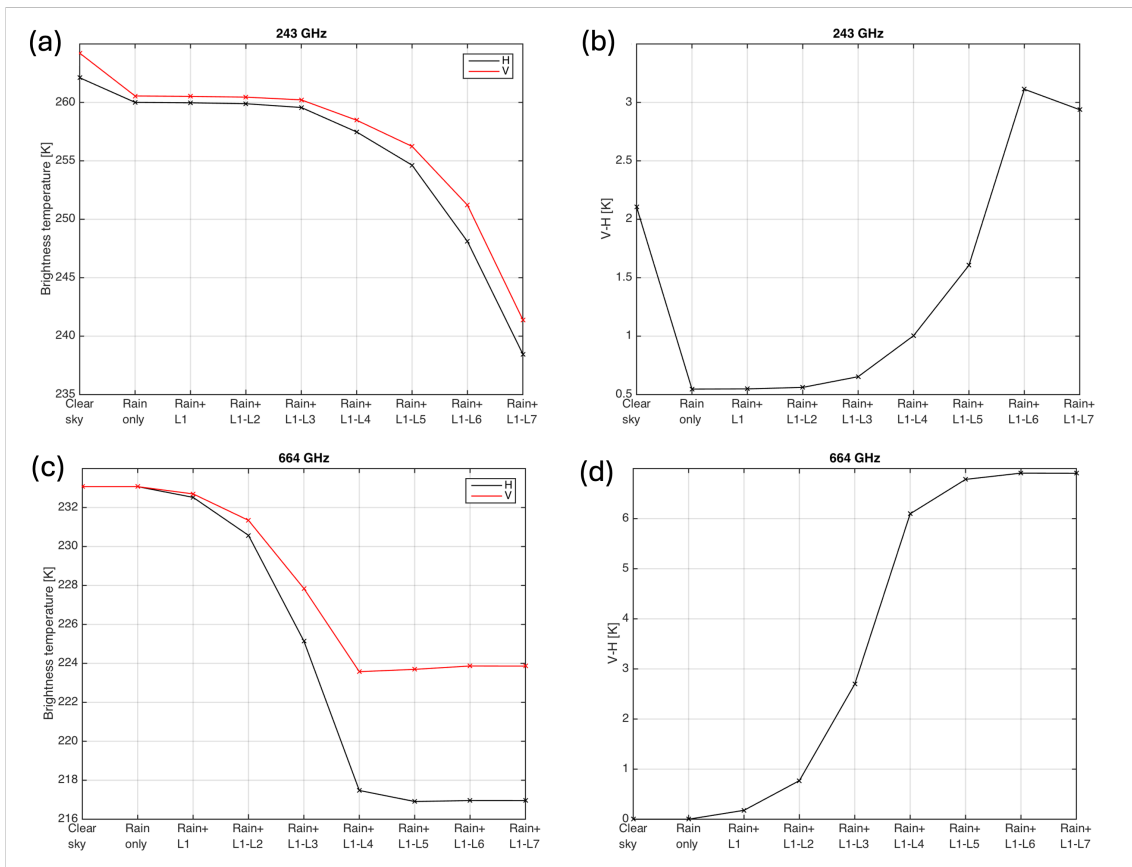 (a)
243 GHz
H
V
Brightness temperature [K]
260
255
250
245
240
235
Clear sky
Rain only
Rain+ L1
Rain+ L1-L2
Rain+ L1-L3
Rain+ L1-L4
Rain+ L1-L5
Rain+ L1-L6
Rain+ L1-L7
(b)
243 GHz
V-H [K]
3
2.5
2
1.5
1
0.5
Clear sky
Rain only
Rain+ L1
Rain+ L1-L2
Rain+ L1-L3
Rain+ L1-L4
Rain+ L1-L5
Rain+ L1-L6
Rain+ L1-L7
(c)
664 GHz
H
V
Brightness temperature [K]
232
230
228
226
224
222
220
218
216
Clear sky
Rain only
Rain+ L1
Rain+ L1-L2
Rain+ L1-L3
Rain+ L1-L4
Rain+ L1-L5
Rain+ L1-L6
Rain+ L1-L7
(d)
664 GHz
V-H [K]
6
5
4
3
2
1
0
Clear sky
Rain only
Rain+ L1
Rain+ L1-L2
Rain+ L1-L3
Rain+ L1-L4
Rain+ L1-L5
Rain+ L1-L6
Rain+ L1-L7